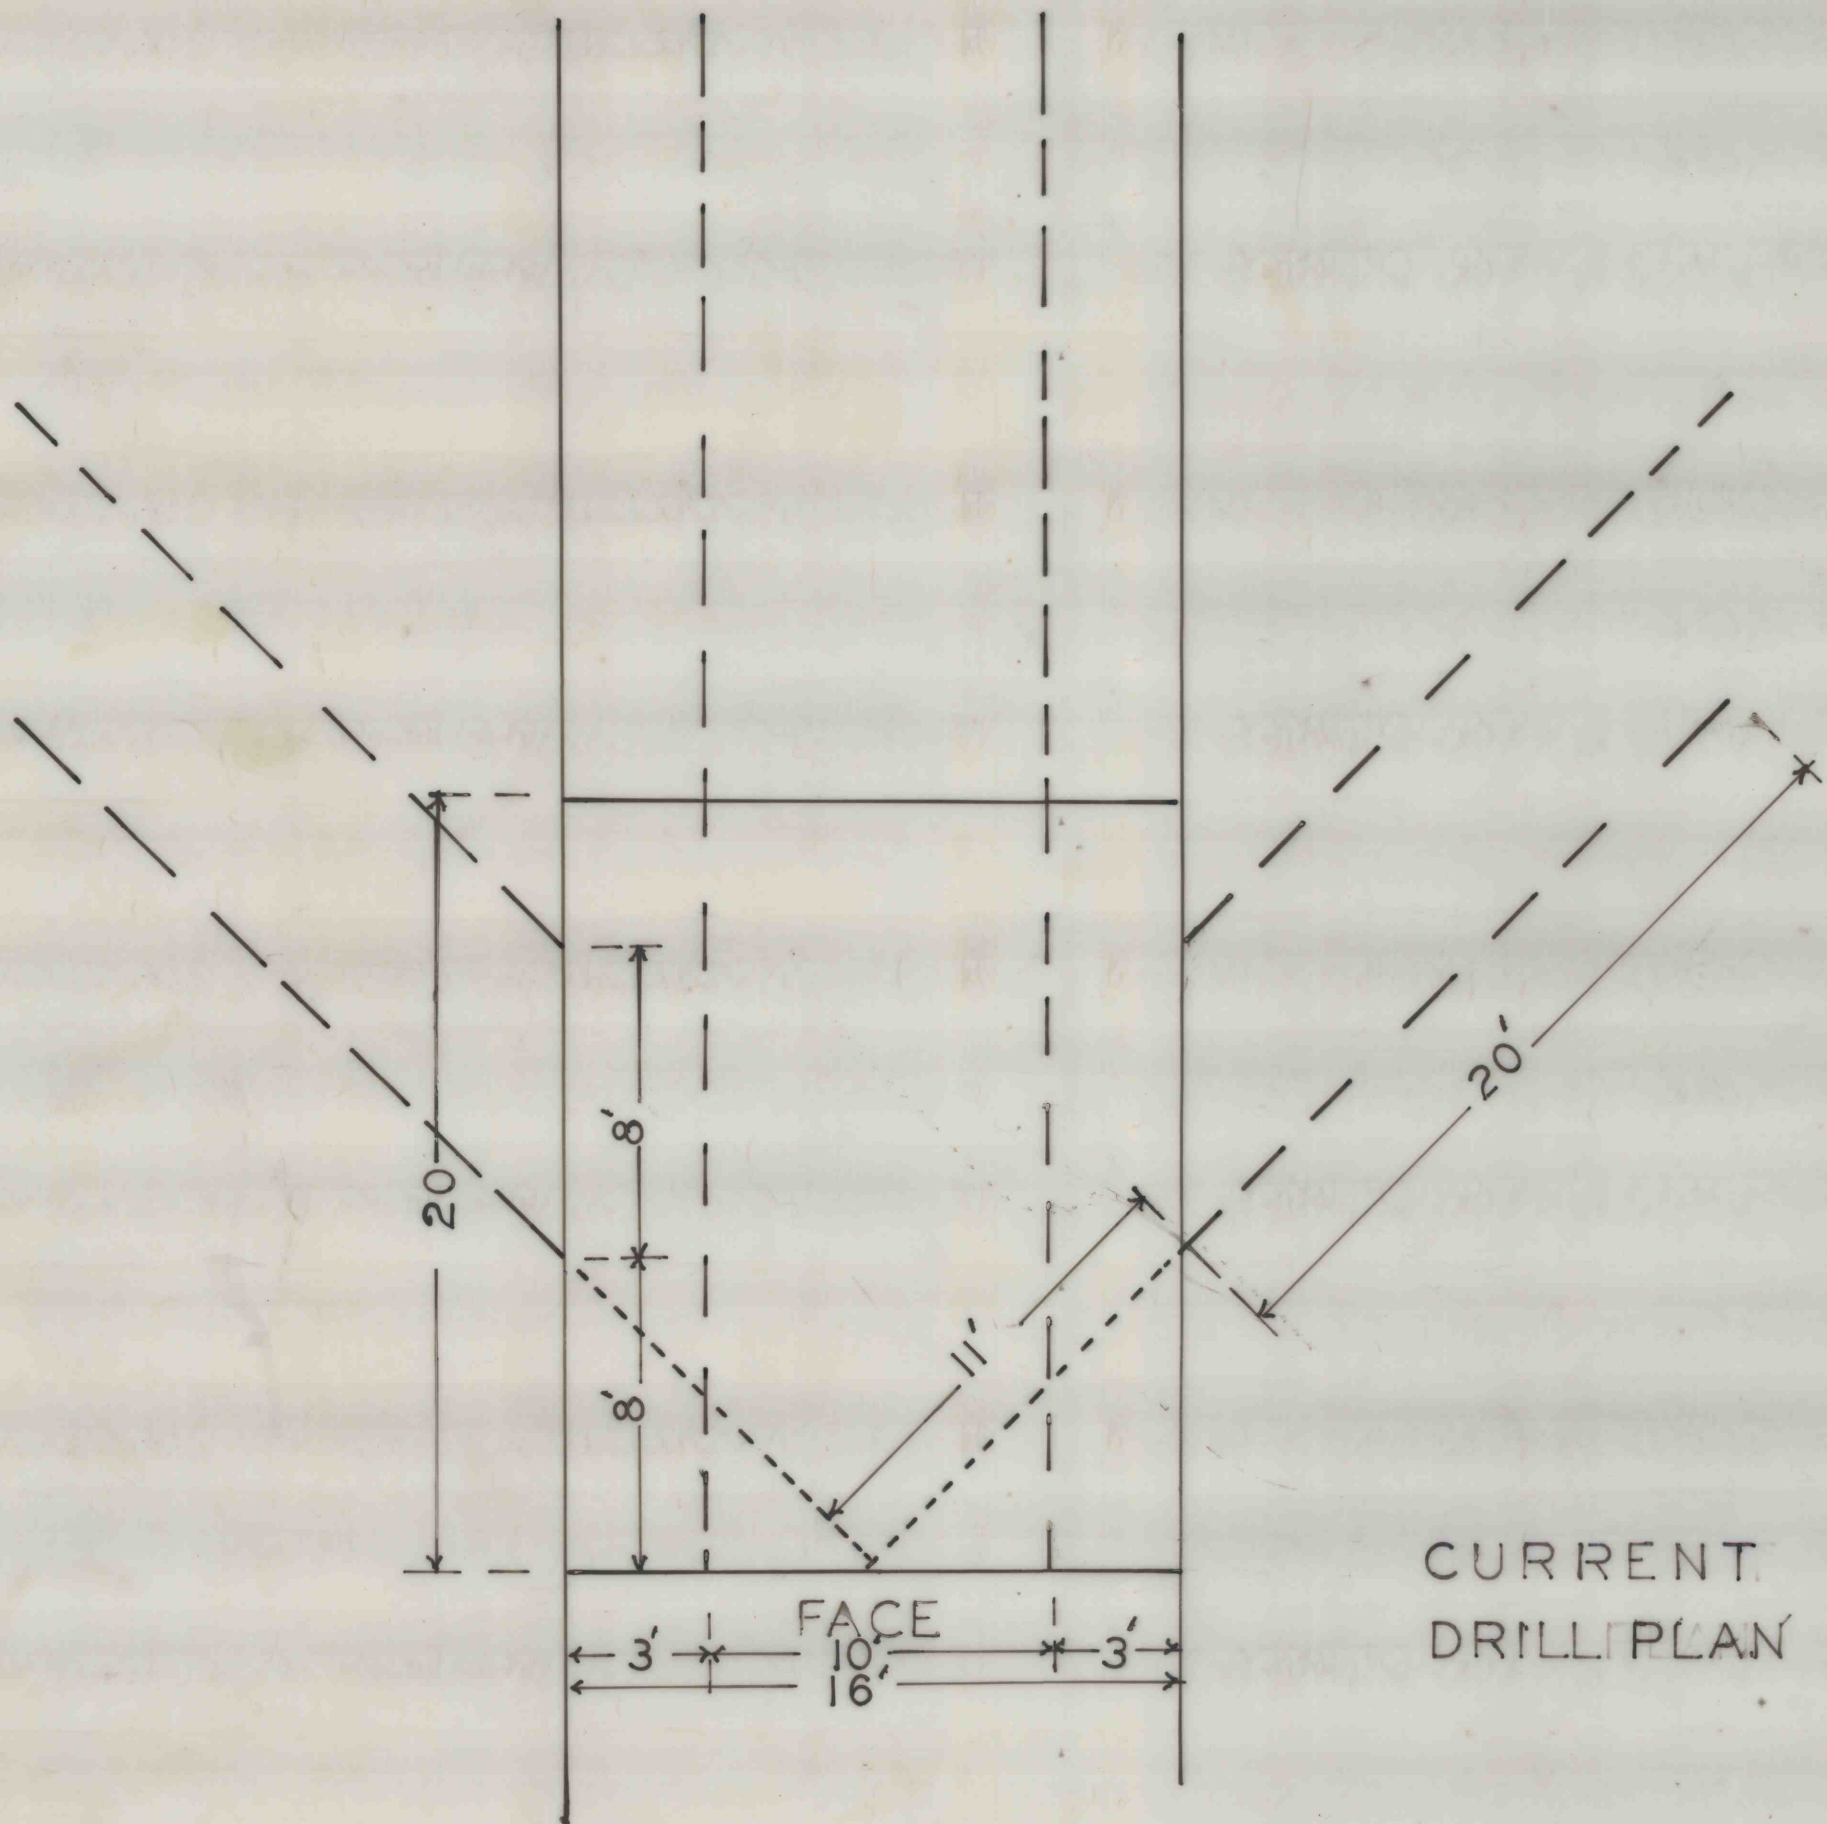 20
8'
8'
11'
20'
FACE
3' 10' 3'
16'
CURRENT
DRILL PLAN